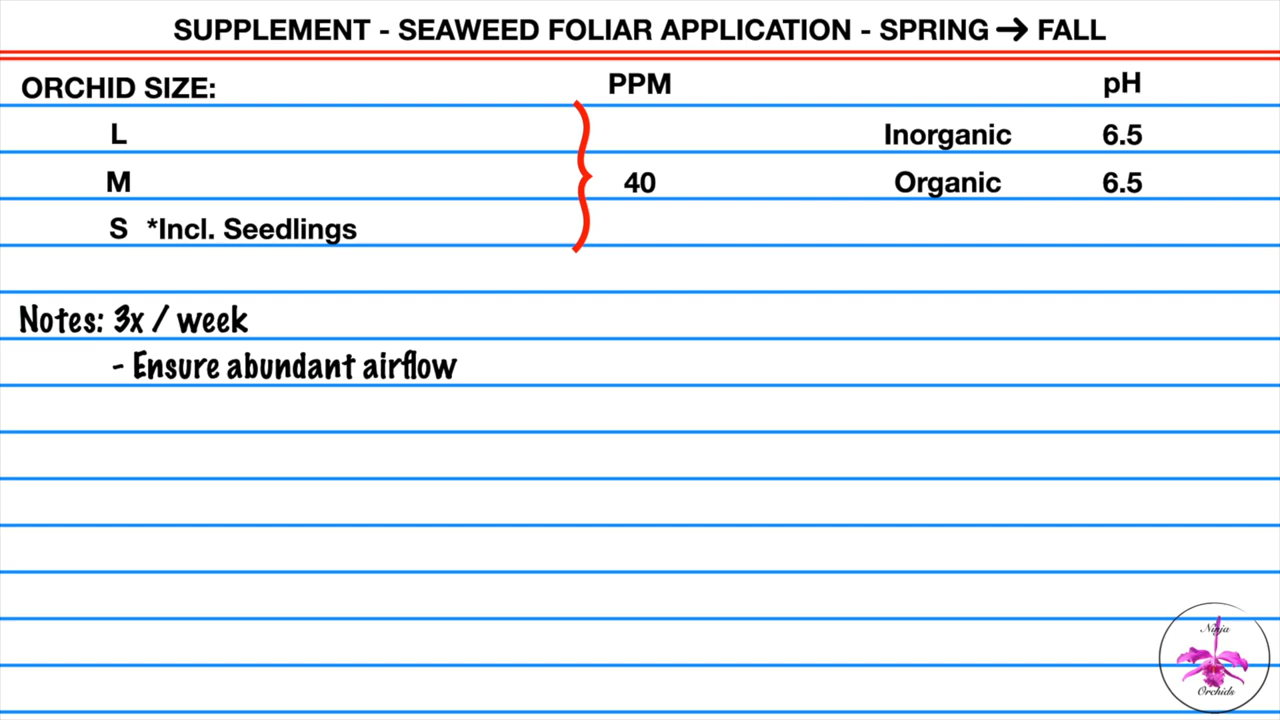 SUPPLEMENT - SEAWEED FOLIAR APPLICATION - SPRING → FALL
ORCHID SIZE: PPM pH
L Inorganic 6.5
M 40 Organic 6.5
S *Incl. Seedlings
Notes: 3x / week
- Ensure abundant airflow
Ninja
Orchids